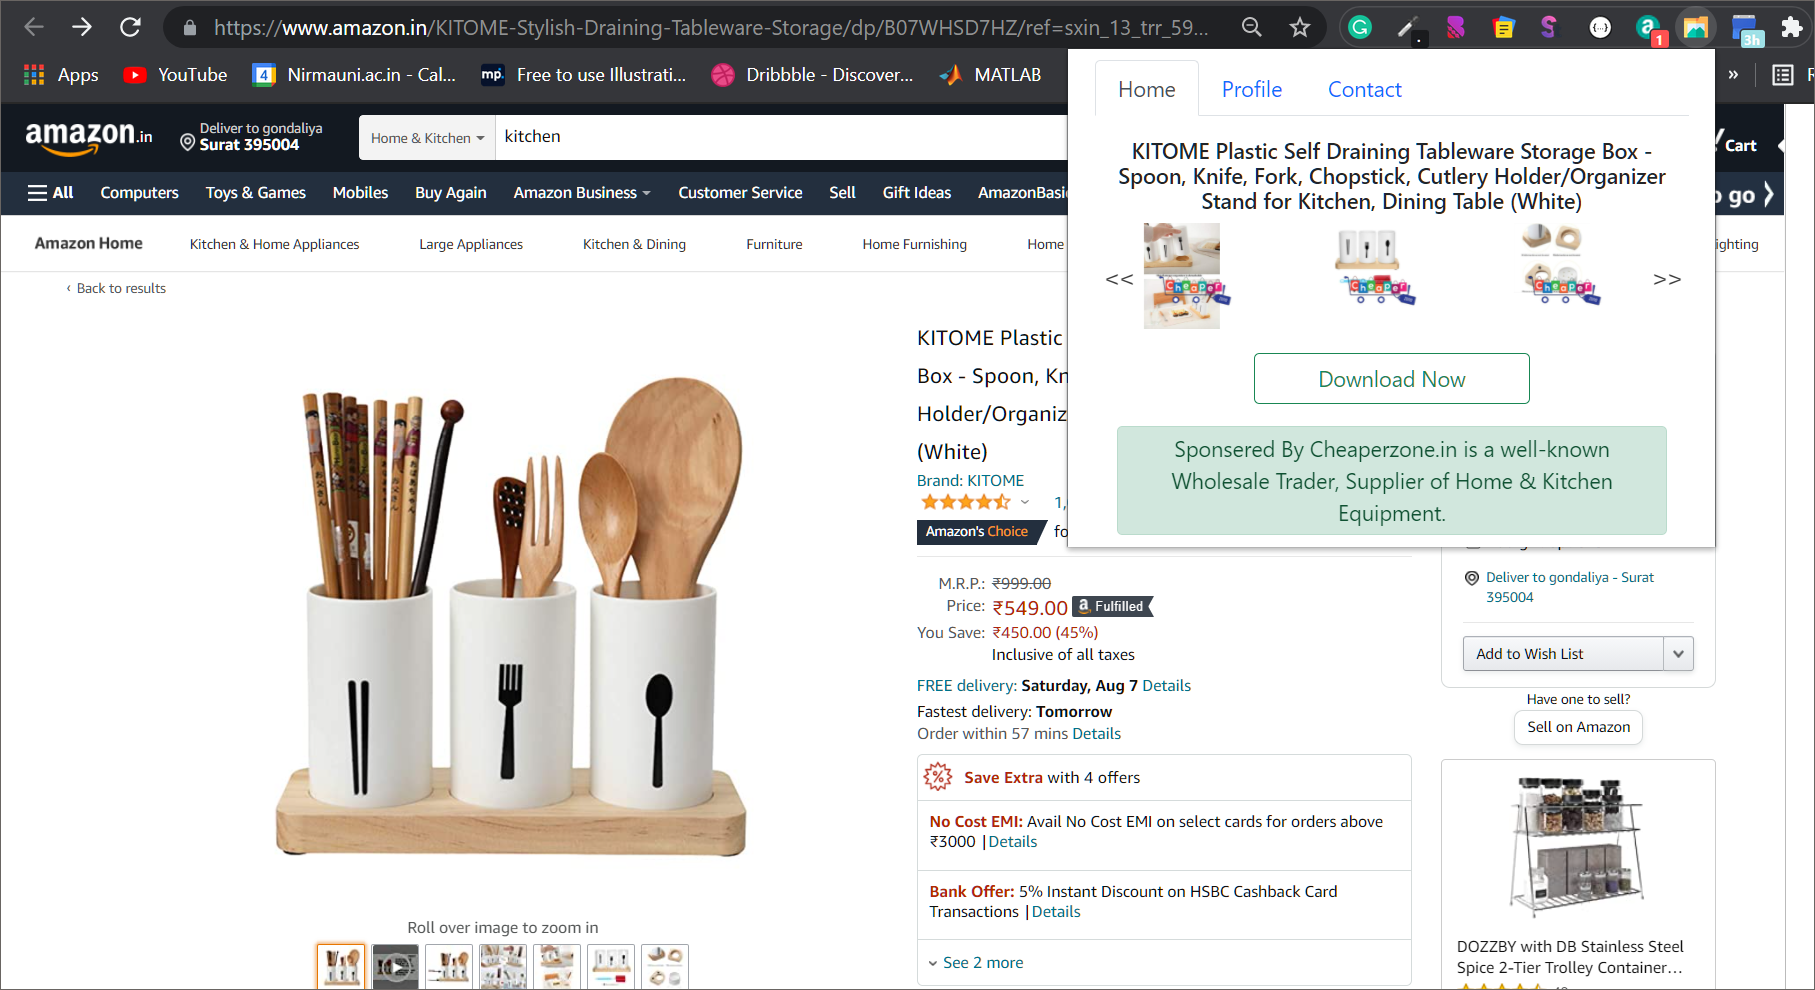 https://www.amazon.in/KITOME-Stylish-Draining-Tableware-Storage/dp/B07WHSD7HZ/ref=sxin_13_trr_59...
1
3h
Apps
YouTube
4
Nirmauni.ac.in - Cal...
mp.
Free to use Illustrati...
Dribbble - Discover...
MATLAB
»
Home
Profile
Contact
amazon.in
Deliver to gondaliya
Surat 395004
Home & Kitchen
kitchen
Cart
All
Computers
Toys & Games
Mobiles
Buy Again
Amazon Business
Customer Service
Sell
Gift Ideas
AmazonBasi
go
Amazon Home
Kitchen & Home Appliances
Large Appliances
Kitchen & Dining
Furniture
Home Furnishing
Home
ighting
‹ Back to results
KITOME Plastic Self Draining Tableware Storage Box -
Spoon, Knife, Fork, Chopstick, Cutlery Holder/Organizer
Stand for Kitchen, Dining Table (White)
<<
Cheaper
Cheaper
Cheaper
>>
Download Now
Sponsered By Cheaperzone.in is a well-known
Wholesale Trader, Supplier of Home & Kitchen
Equipment.
KITOME Plastic
Box - Spoon, Kn
Holder/Organiz
(White)
Brand: KITOME
1,
Amazon's Choice
fo
M.R.P.: ₹999.00
Price: ₹549.00 Fulfilled
You Save: ₹450.00 (45%)
Inclusive of all taxes
FREE delivery: Saturday, Aug 7 Details
Fastest delivery: Tomorrow
Order within 57 mins Details
Save Extra with 4 offers
No Cost EMI: Avail No Cost EMI on select cards for orders above
₹3000 |Details
Bank Offer: 5% Instant Discount on HSBC Cashback Card
Transactions |Details
See 2 more
Roll over image to zoom in
Deliver to gondaliya - Surat
395004
Add to Wish List
Have one to sell?
Sell on Amazon
DOZZBY with DB Stainless Steel
Spice 2-Tier Trolley Container...